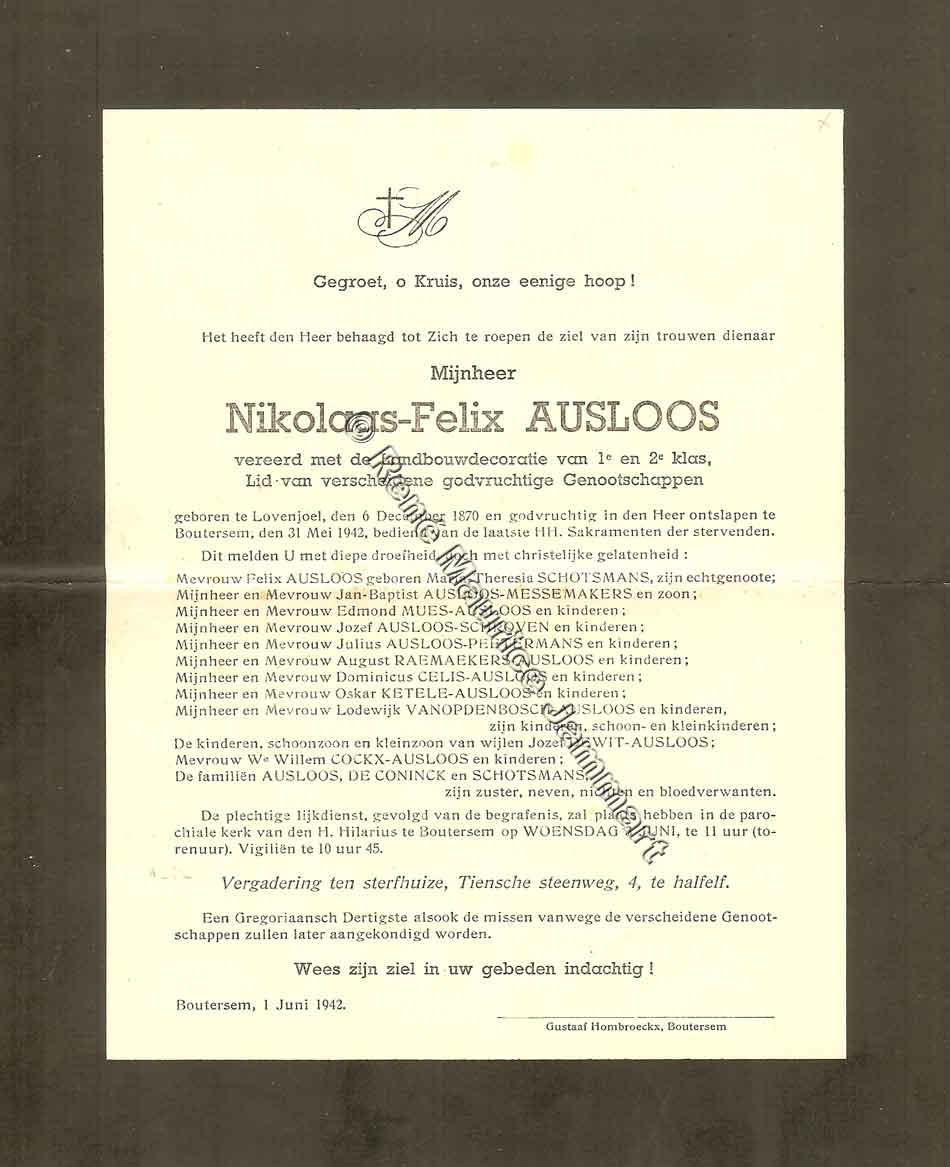 M
Gegroet, o Kruis, onze eenige hoop !
Het heeft den Heer behaagd tot Zich te roepen de ziel van zijn trouwen dienaar
Mijnheer
Nikolaas-Felix AUSLOOS
vereerd met de Landbouwdecoratie van 1e en 2e klas,
Lid van verscheidene godvruchtige Genootschappen
geboren te Lovenjoel, den 6 December 1870 en godvruchtig in den Heer ontslapen te
Boutersem, den 31 Mei 1942, bediend van de laatste HH. Sakramenten der stervenden.
Dit melden U met diepe droefheid, doch met christelijke gelatenheid :
Mevrouw Felix AUSLOOS geboren Maria-Theresia SCHOTSMANS, zijn echtgenoote;
Mijnheer en Mevrouw Jan-Baptist AUSLOOS-MESSEMAKERS en zoon;
Mijnheer en Mevrouw Edmond MUES-AUSLOOS en kinderen;
Mijnheer en Mevrouw Jozef AUSLOOS-SCHROVEN en kinderen;
Mijnheer en Mevrouw Julius AUSLOOS-PEETERMANS en kinderen;
Mijnheer en Mevrouw August RAEMAEKERS-AUSLOOS en kinderen;
Mijnheer en Mevrouw Dominicus CELIS-AUSLOOS en kinderen;
Mijnheer en Mevrouw Oskar KETELE-AUSLOOS en kinderen;
Mijnheer en Mevrouw Lodewijk VANOPDENBOSCH-AUSLOOS en kinderen,
zijn kinderen, schoon- en kleinkinderen;
De kinderen, schoonzoon en kleinzoon van wijlen Jozef DEWIT-AUSLOOS;
Mevrouw We Willem COCKX-AUSLOOS en kinderen;
De familiën AUSLOOS, DE CONINCK en SCHOTSMANS,
zijn zuster, neven, nichten en bloedverwanten.
De plechtige lijkdienst, gevolgd van de begrafenis, zal plaats hebben in de paro-
chiale kerk van den H. Hilarius te Boutersem op WOENSDAG JUNI, te 11 uur (to-
renuur). Vigiliën te 10 uur 45.
Vergadering ten sterfhuize, Tiensche steenweg, 4, te halfelf.
Een Gregoriaansch Dertigste alsook de missen vanwege de verscheidene Genoot-
schappen zullen later aangekondigd worden.
Wees zijn ziel in uw gebeden indachtig !
Boutersem, 1 Juni 1942.
Gustaaf Hombroeckx, Boutersem
© René Maurice Jammaart